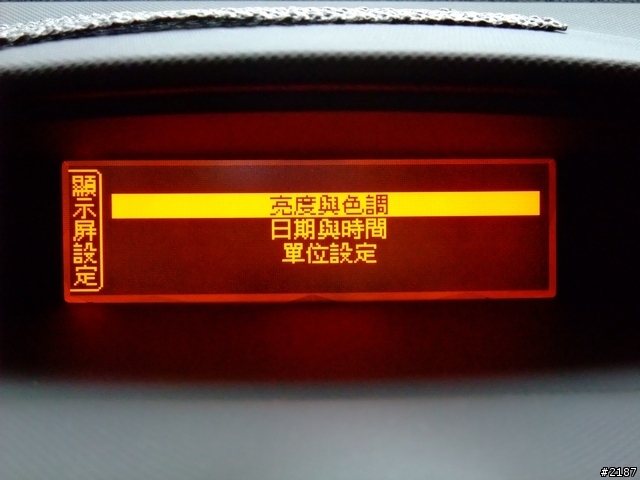 顯示屏設定
亮度與色調
日期與時間
單位設定
#2187